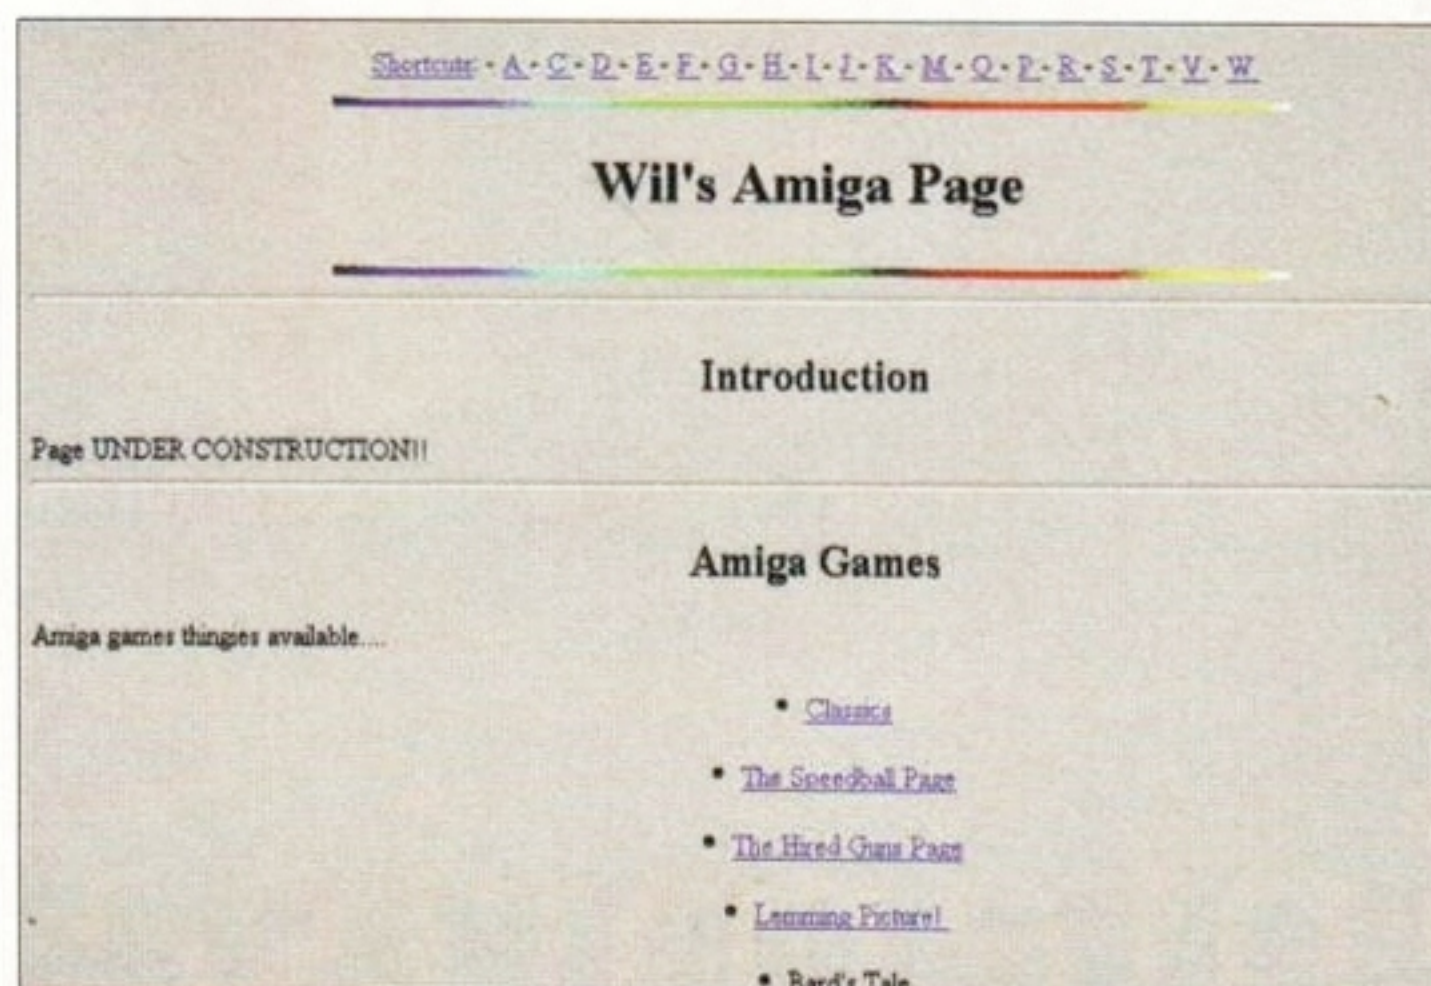 Shortcuts · A · C · D · E · F · G · H · I · J · K · M · O · P · R · S · T · V · W
Wil's Amiga Page
Introduction
Page UNDER CONSTRUCTION!!
Amiga Games
Amiga games thingies available....
• Classics
• The Speedball Page
• The Hired Guns Page
• Lemming Picture!
• Bard's Tale